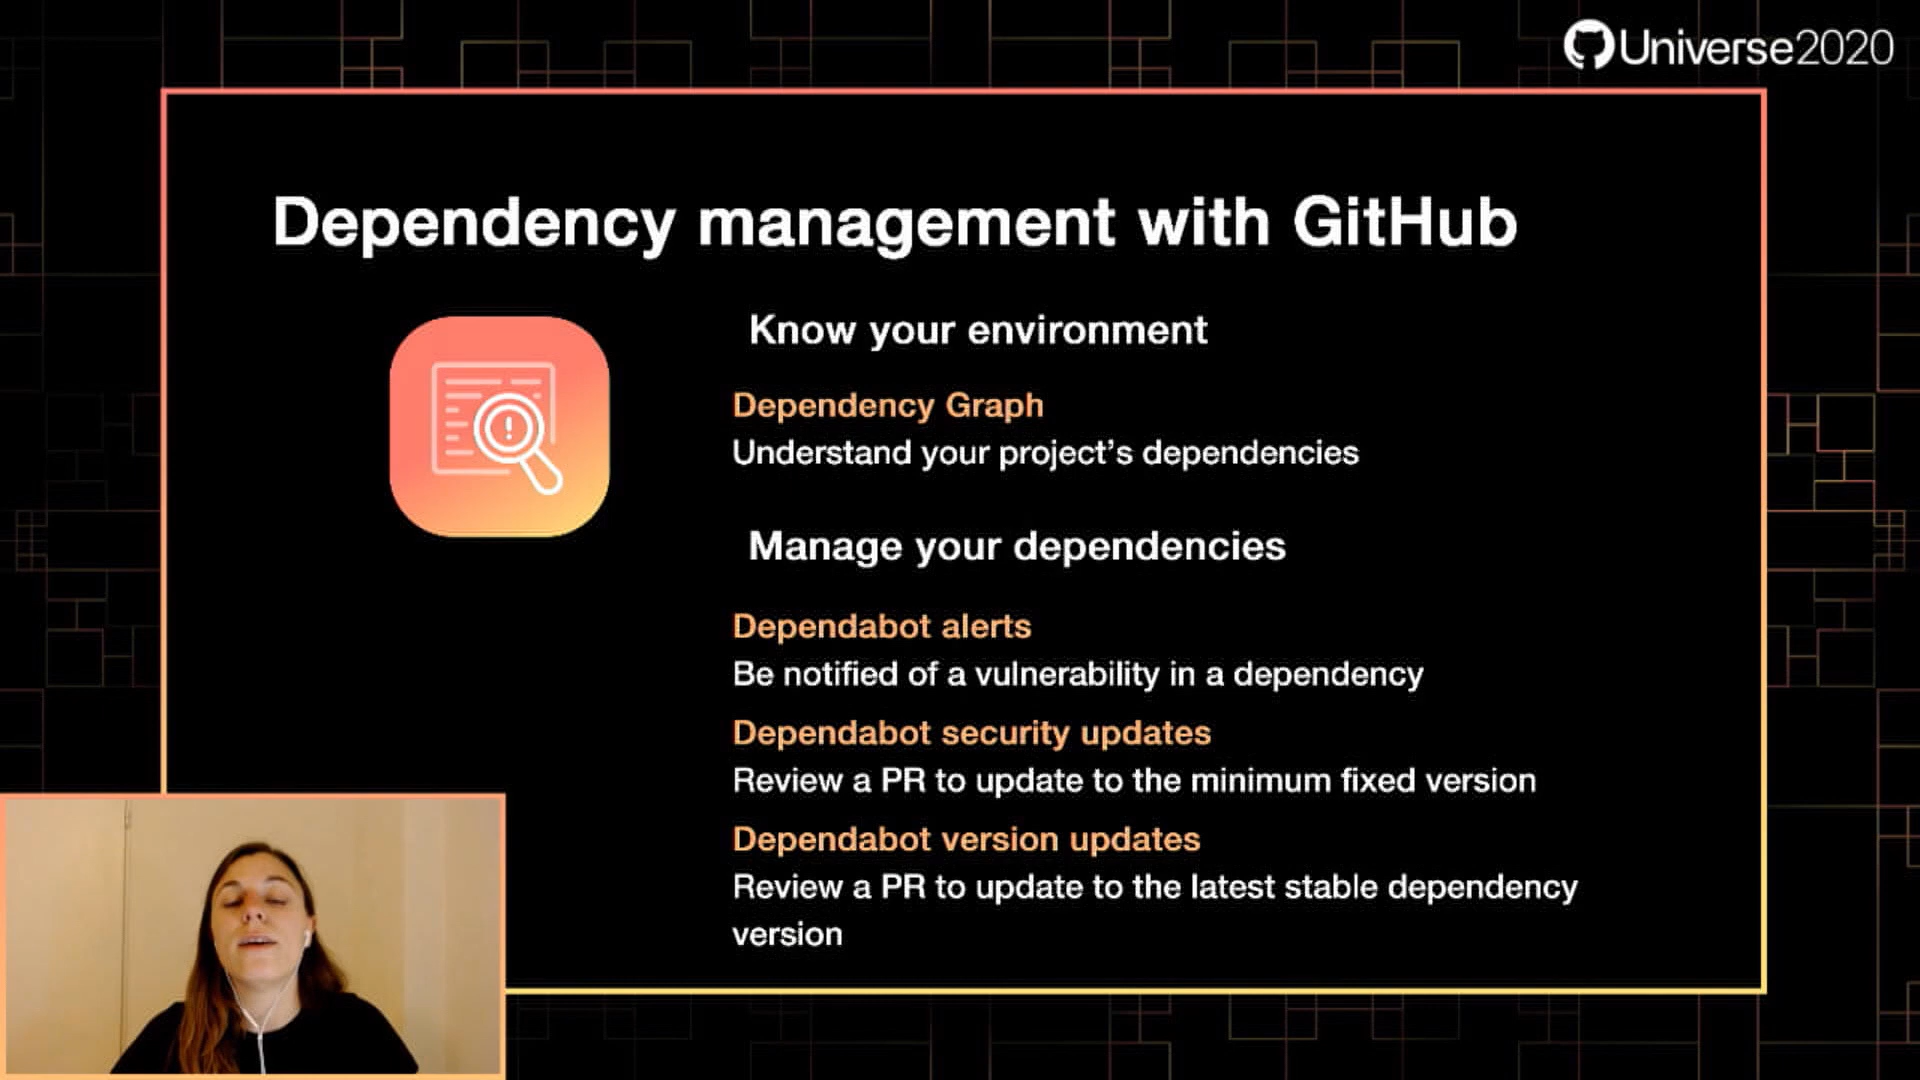 Universe2020
Dependency management with GitHub
Know your environment
Dependency Graph
Understand your project’s dependencies
Manage your dependencies
Dependabot alerts
Be notified of a vulnerability in a dependency
Dependabot security updates
Review a PR to update to the minimum fixed version
Dependabot version updates
Review a PR to update to the latest stable dependency
version